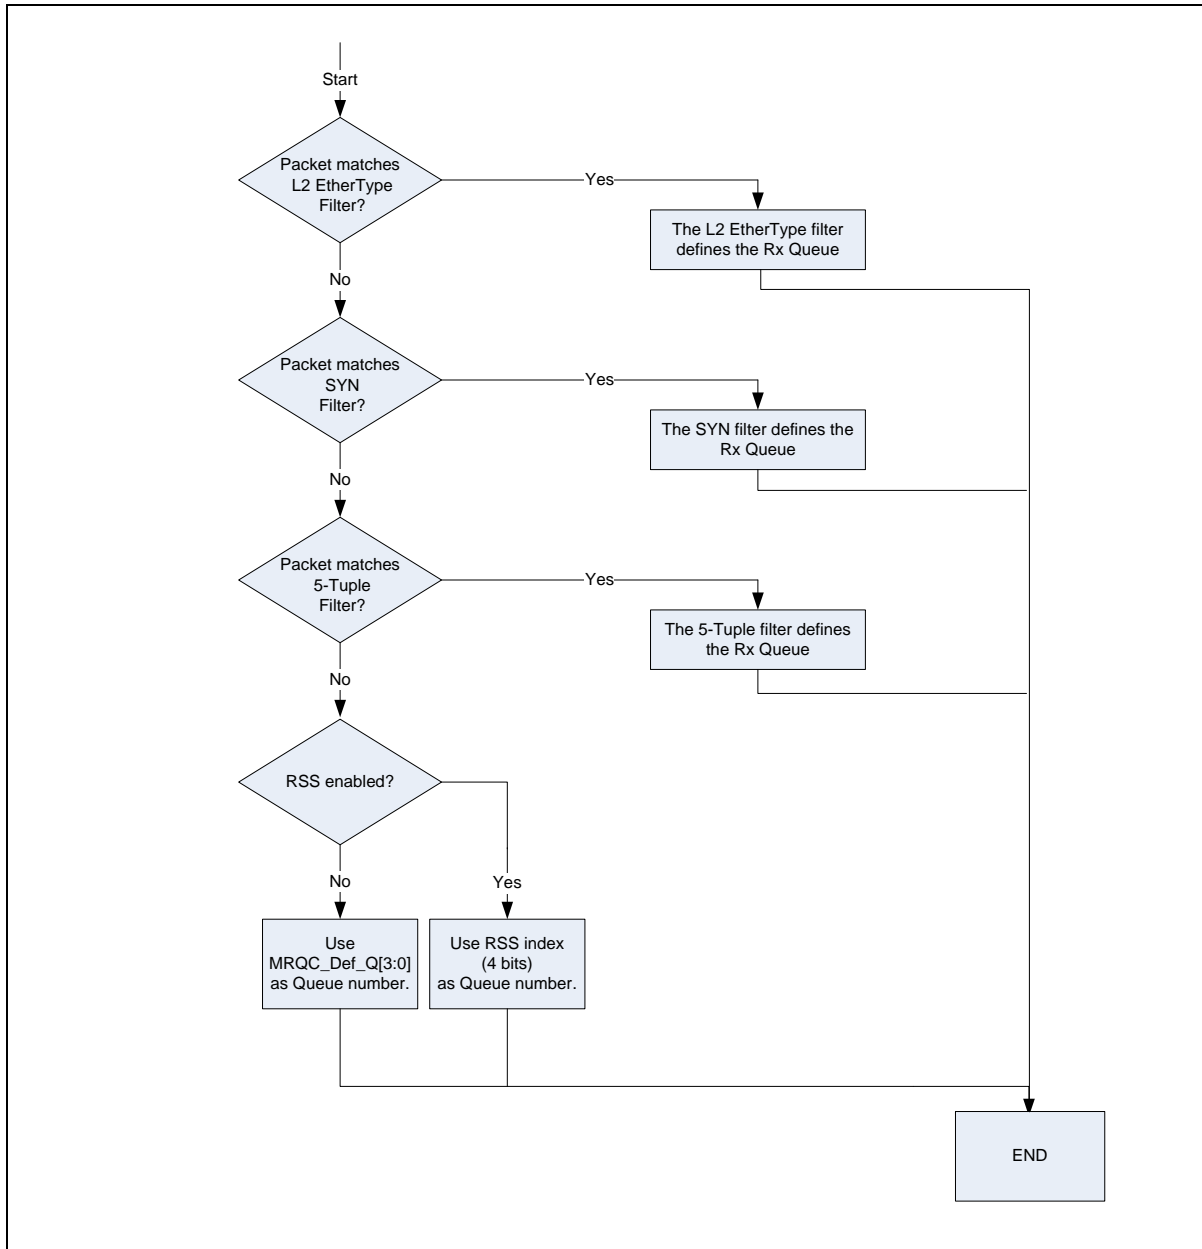 Start
Packet matches
L2 EtherType
Filter?
Yes
The L2 EtherType filter
defines the Rx Queue
No
Packet matches
SYN
Filter?
Yes
The SYN filter defines the
Rx Queue
No
Packet matches
5-Tuple
Filter?
Yes
The 5-Tuple filter defines
the Rx Queue
No
RSS enabled?
No
Yes
Use
MRQC_Def_Q[3:0]
as Queue number.
Use RSS index
(4 bits)
as Queue number.
END